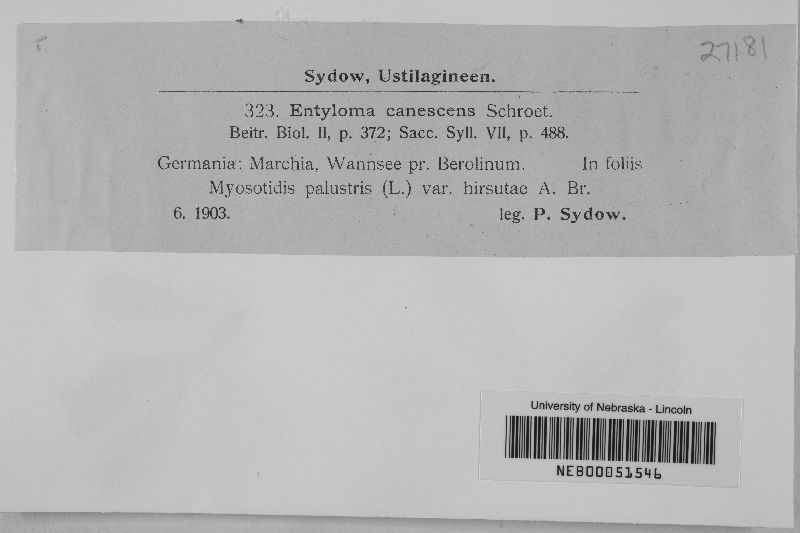 27181
Sydow, Ustilagineen.
323. Entyloma canescens Schroet.
Beitr. Biol. II, p. 372; Sacc. Syll. VII, p. 488.
Germania: Marchia, Wannsee pr. Berolinum. In foliis
Myosotidis palustris (L.) var. hirsutae A. Br.
6. 1903. leg. P. Sydow.
University of Nebraska - Lincoln
NEB00051546